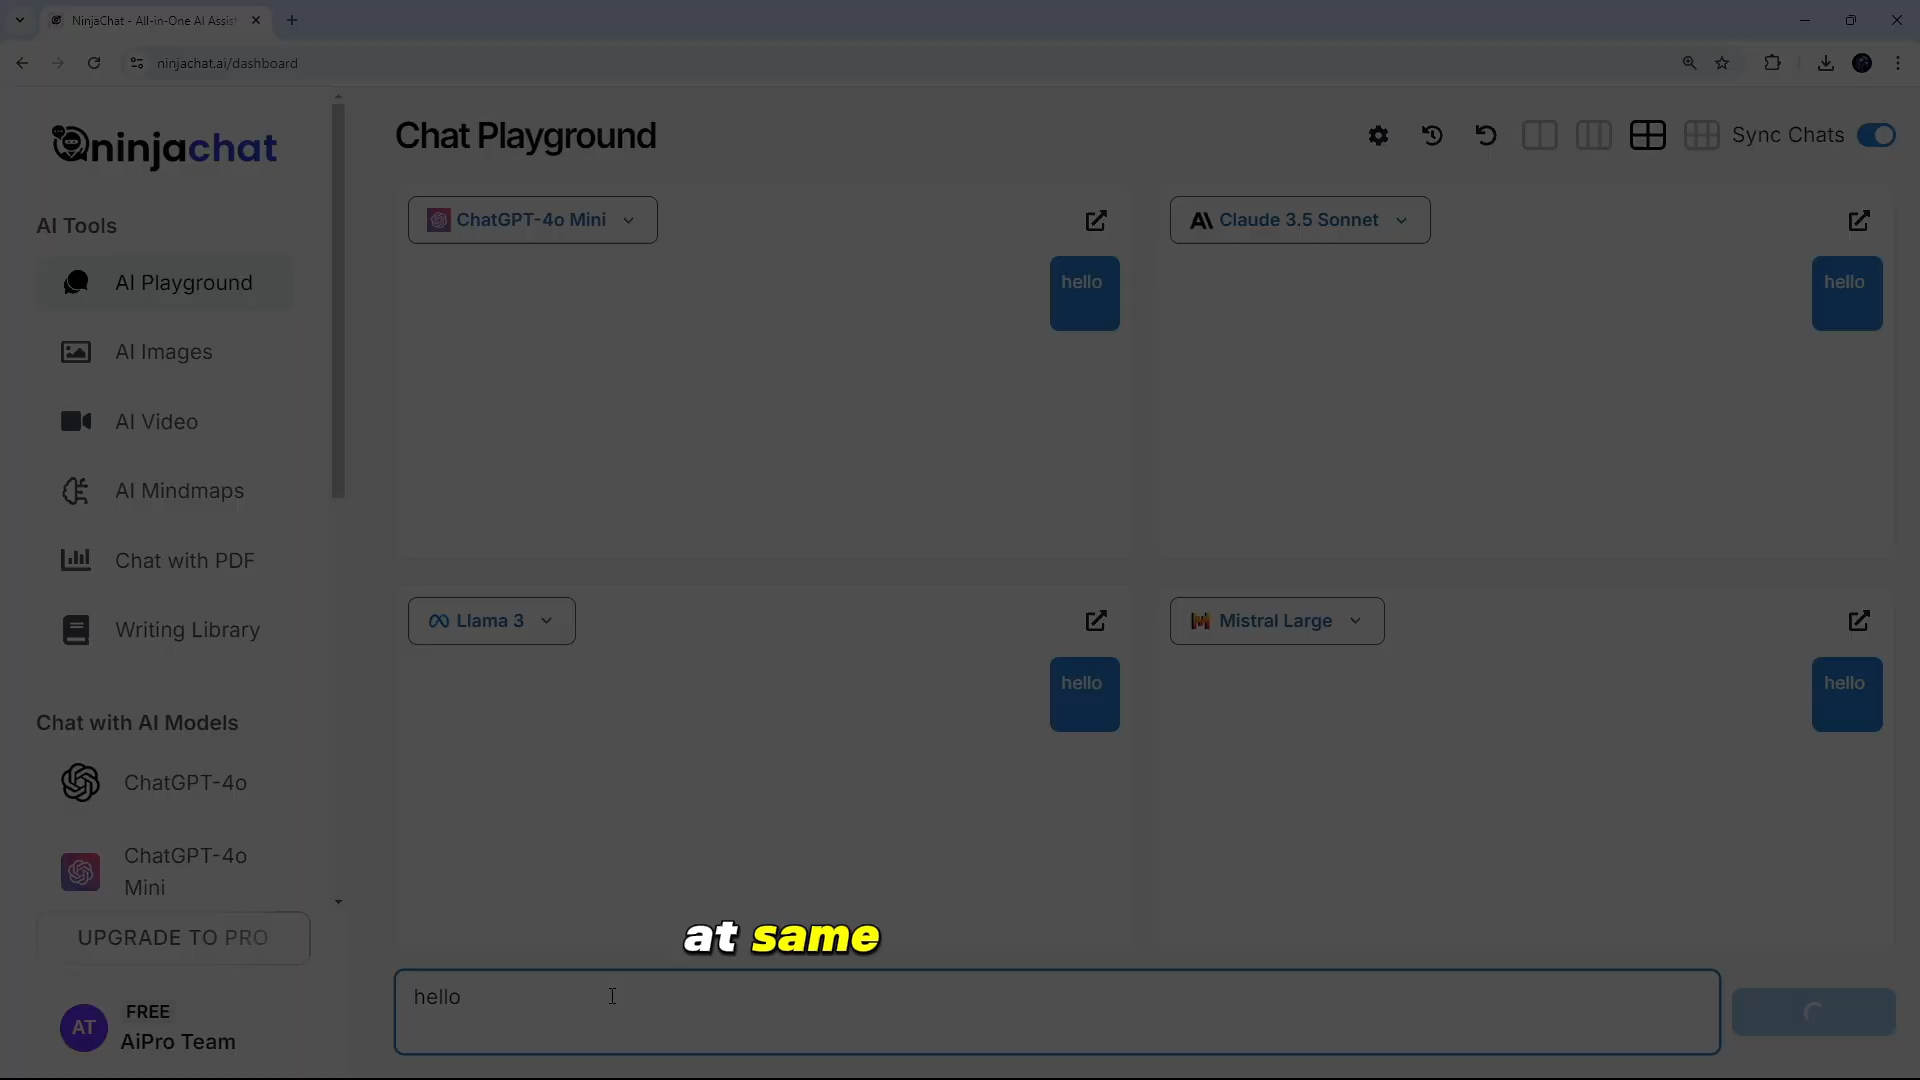 NinjaChat - All-in-One AI Assis
ninjachat.ai/dashboard
ninjachat
AI Tools
AI Playground
AI Images
AI Video
AI Mindmaps
Chat with PDF
Writing Library
Chat with AI Models
ChatGPT-4o
ChatGPT-4o
Mini
UPGRADE TO PRO
AT
FREE
AiPro Team
Chat Playground
Sync Chats
ChatGPT-4o Mini
hello
Claude 3.5 Sonnet
hello
Llama 3
hello
Mistral Large
hello
at same
hello